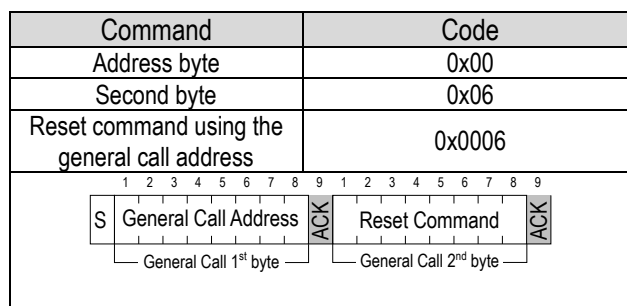 Command Code
Address byte 0x00
Second byte 0x06
Reset command using the
general call address 0x0006
1 2 3 4 5 6 7 8 9 1 2 3 4 5 6 7 8 9
S General Call Address ACK Reset Command ACK
General Call 1st byte General Call 2nd byte